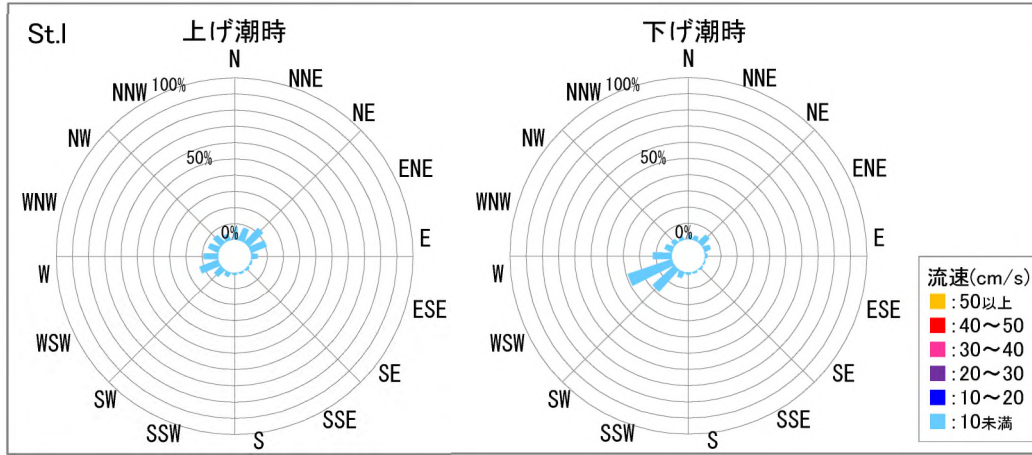 St.I
上げ潮時
N
NNE
NE
ENE
E
ESE
SE
SSE
S
SSW
SW
WSW
W
WNW
NW
NNW
100%
50%
0%
下げ潮時
N
NNE
NE
ENE
E
ESE
SE
SSE
S
SSW
SW
WSW
W
WNW
NW
NNW
100%
50%
0%
流速(cm/s)
:50以上
:40～50
:30～40
:20～30
:10～20
:10未満